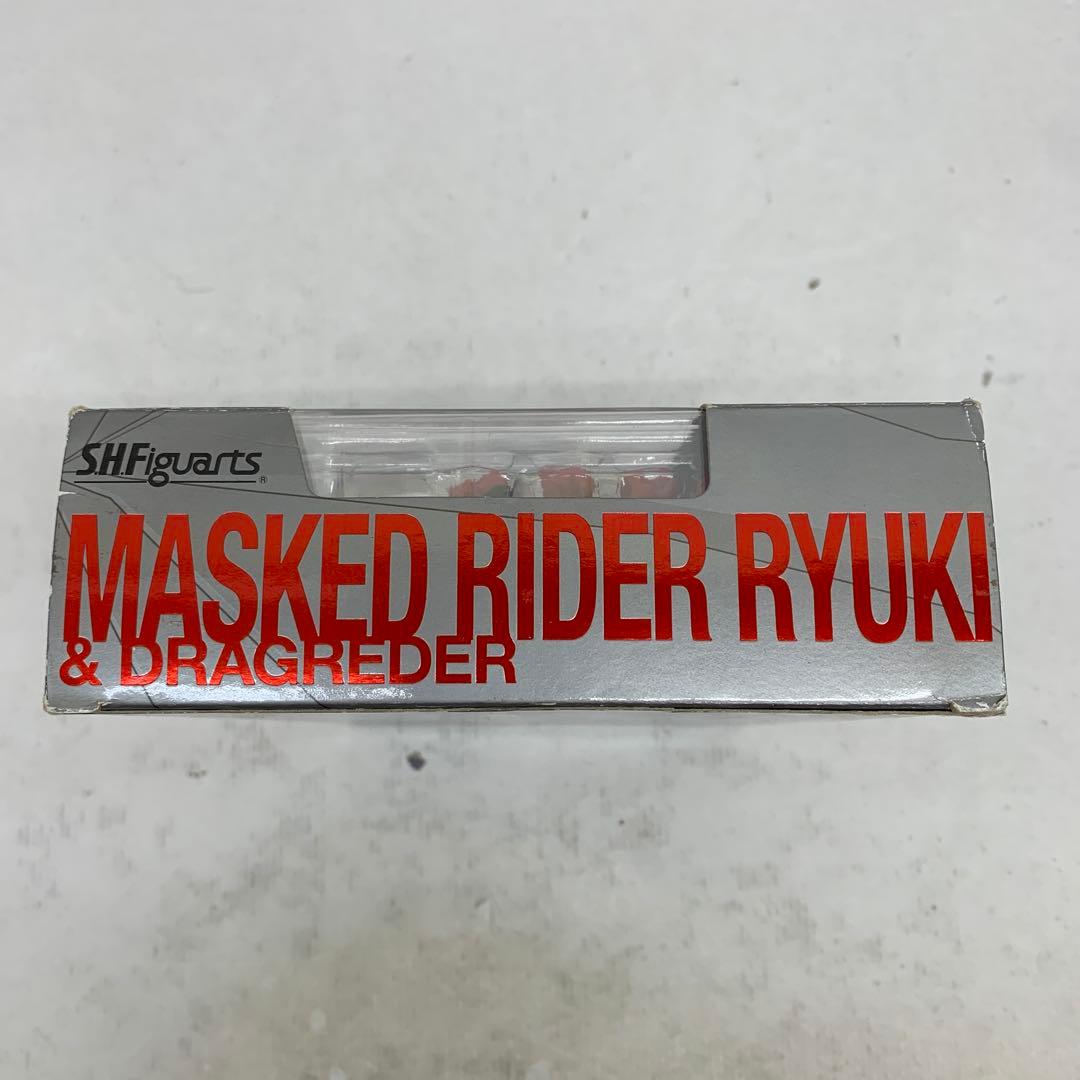 S.H.Figuarts®
MASKED RIDER RYUKI
& DRAGREDER